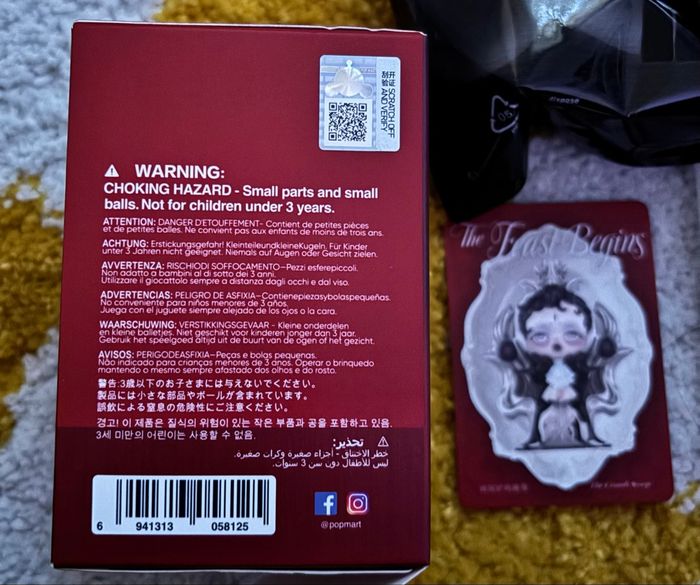 开证
刮验
SCRATCH OFF
AND VERIFY
⚠ WARNING:
CHOKING HAZARD - Small parts and small
balls. Not for children under 3 years.
ATTENTION: DANGER D'ETOUFFEMENT- Contient de petites pièces
et de petites balles. Ne convient pas aux enfants de moins de trois ans.
ACHTUNG: Erstickungsgefahr! KleinteileundkleineKugeln. Für Kinder
unter 3 Jahren nicht geeignet. Niemals auf Augen oder Gesicht zielen.
AVVERTENZA: RISCHIODI SOFFOCAMENTO-Pezzi esferepiccoli.
Non adatto a bambini al di sotto dei 3 anni.
Utilizzare il giocattolo sempre a distanza dagli occhi e dal viso.
ADVERTENCIAS: PELIGRO DE ASFIXIA-Contienepiezasybolaspequeñas.
No conveniente para niños menores de 3 años.
Juega con el juguete siempre alejado de los ojos o la cara.
WAARSCHUWING: VERSTIKKINGSGEVAAR - Kleine onderdelen
en kleine balletjes. Niet geschikt voor kinderen jonger dan 3 jaar.
Gebruik het speelgoed altijd uit de buurt van de ogen of het gezicht.
AVISOS: PERIGODEASFIXIA-Peças e bolas pequenas.
Não indicado para crianças menores de 3 años. Operar o brinquedo
mantendo o mesmo sempre afastado dos olhos e do rosto.
警告:3歳以下のお子さまには与えないでください。
製品には小さな部品やボールが含まれています。
誤飲による窒息の危険性にご注意ください。
경고! 이 제품은 질식의 위험이 있는 작은 부품과 공을 포함하고 있음.
3세 미만의 어린이는 사용할 수 없음.
⚠ تحذير:
خطر الاختناق - أجزاء صغيرة وكرات صغيرة.
ليس للأطفال دون سن 3 سنوات.
6 941313 058125
@popmart
dispose
05
The Feast Begins